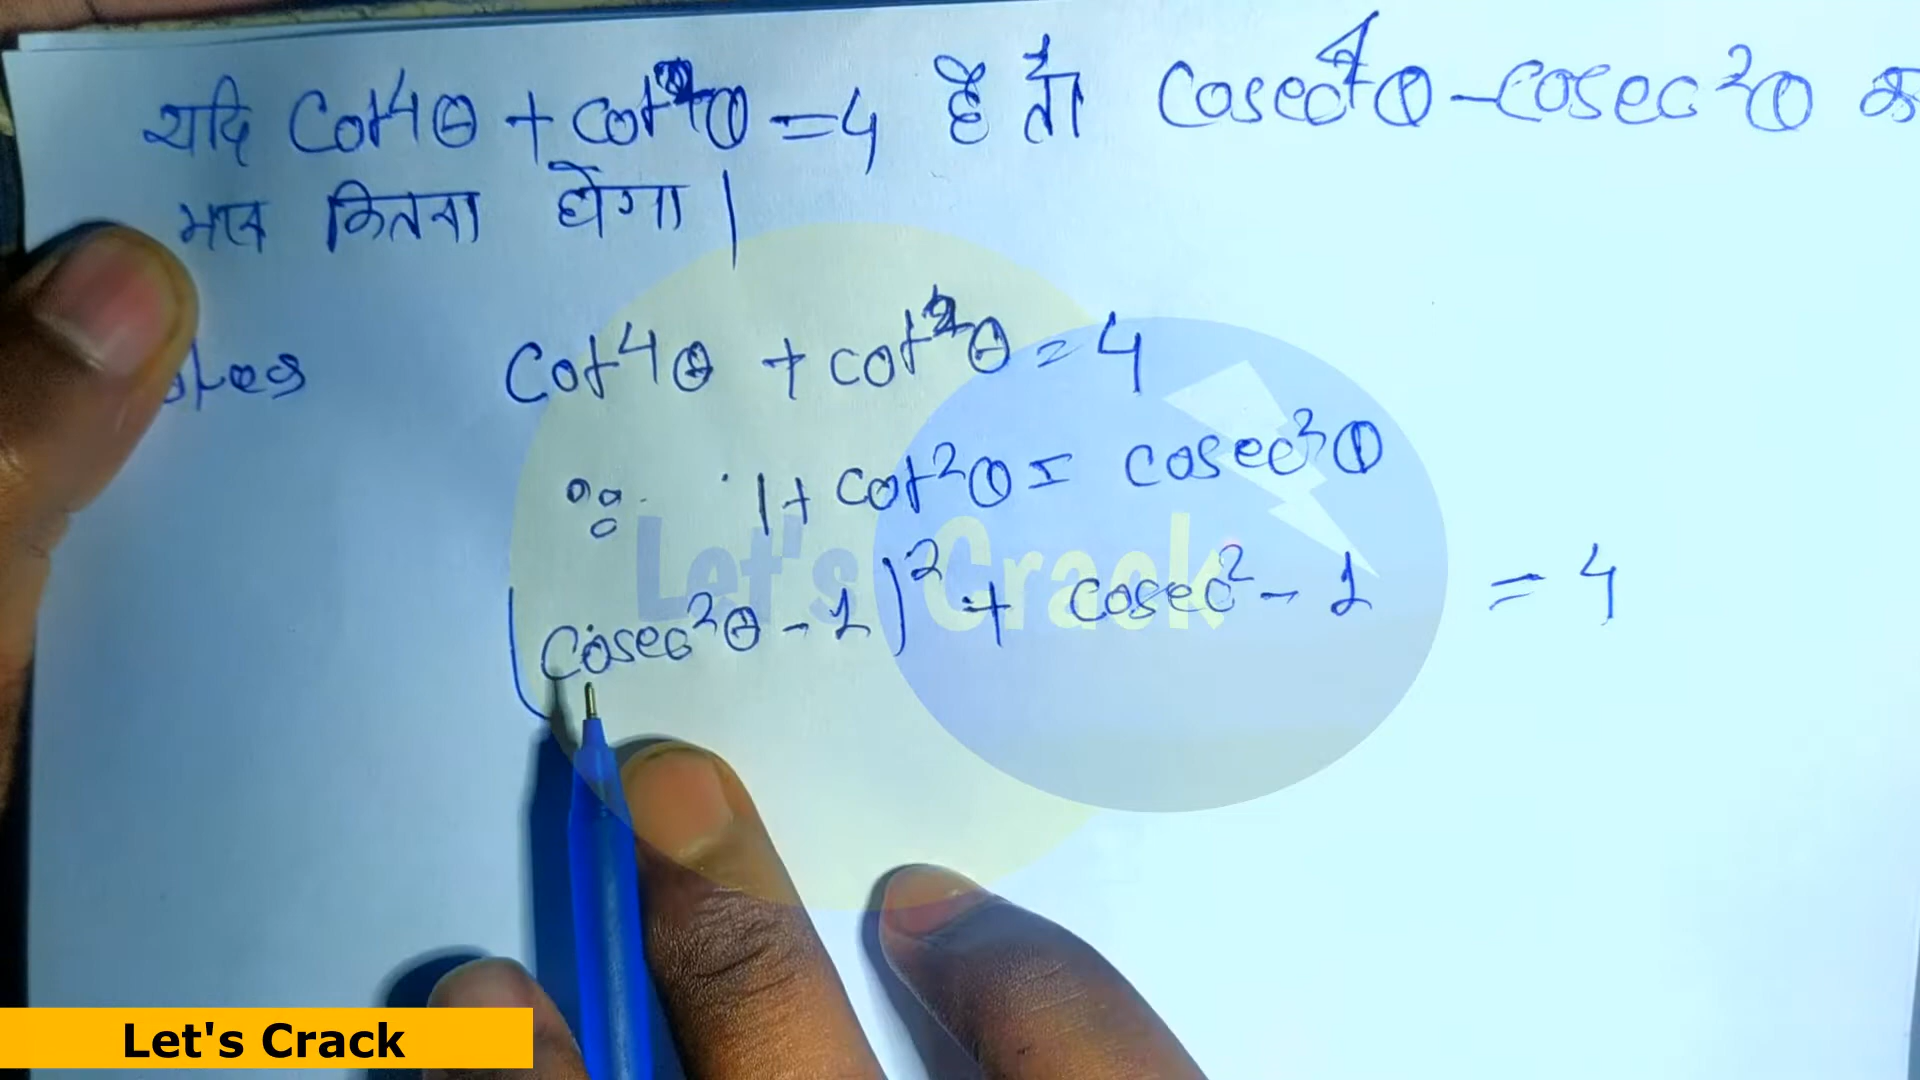 यदि cot⁴θ + cot²θ = 4 है तो cosec⁴θ - cosec²θ का
मान कितना होगा |
cot⁴θ + cot²θ = 4
∵ 1 + cot²θ = cosec²θ
(cosec²θ - 1)² + cosec² - 1 = 4
Let's Crack
Let's Crack